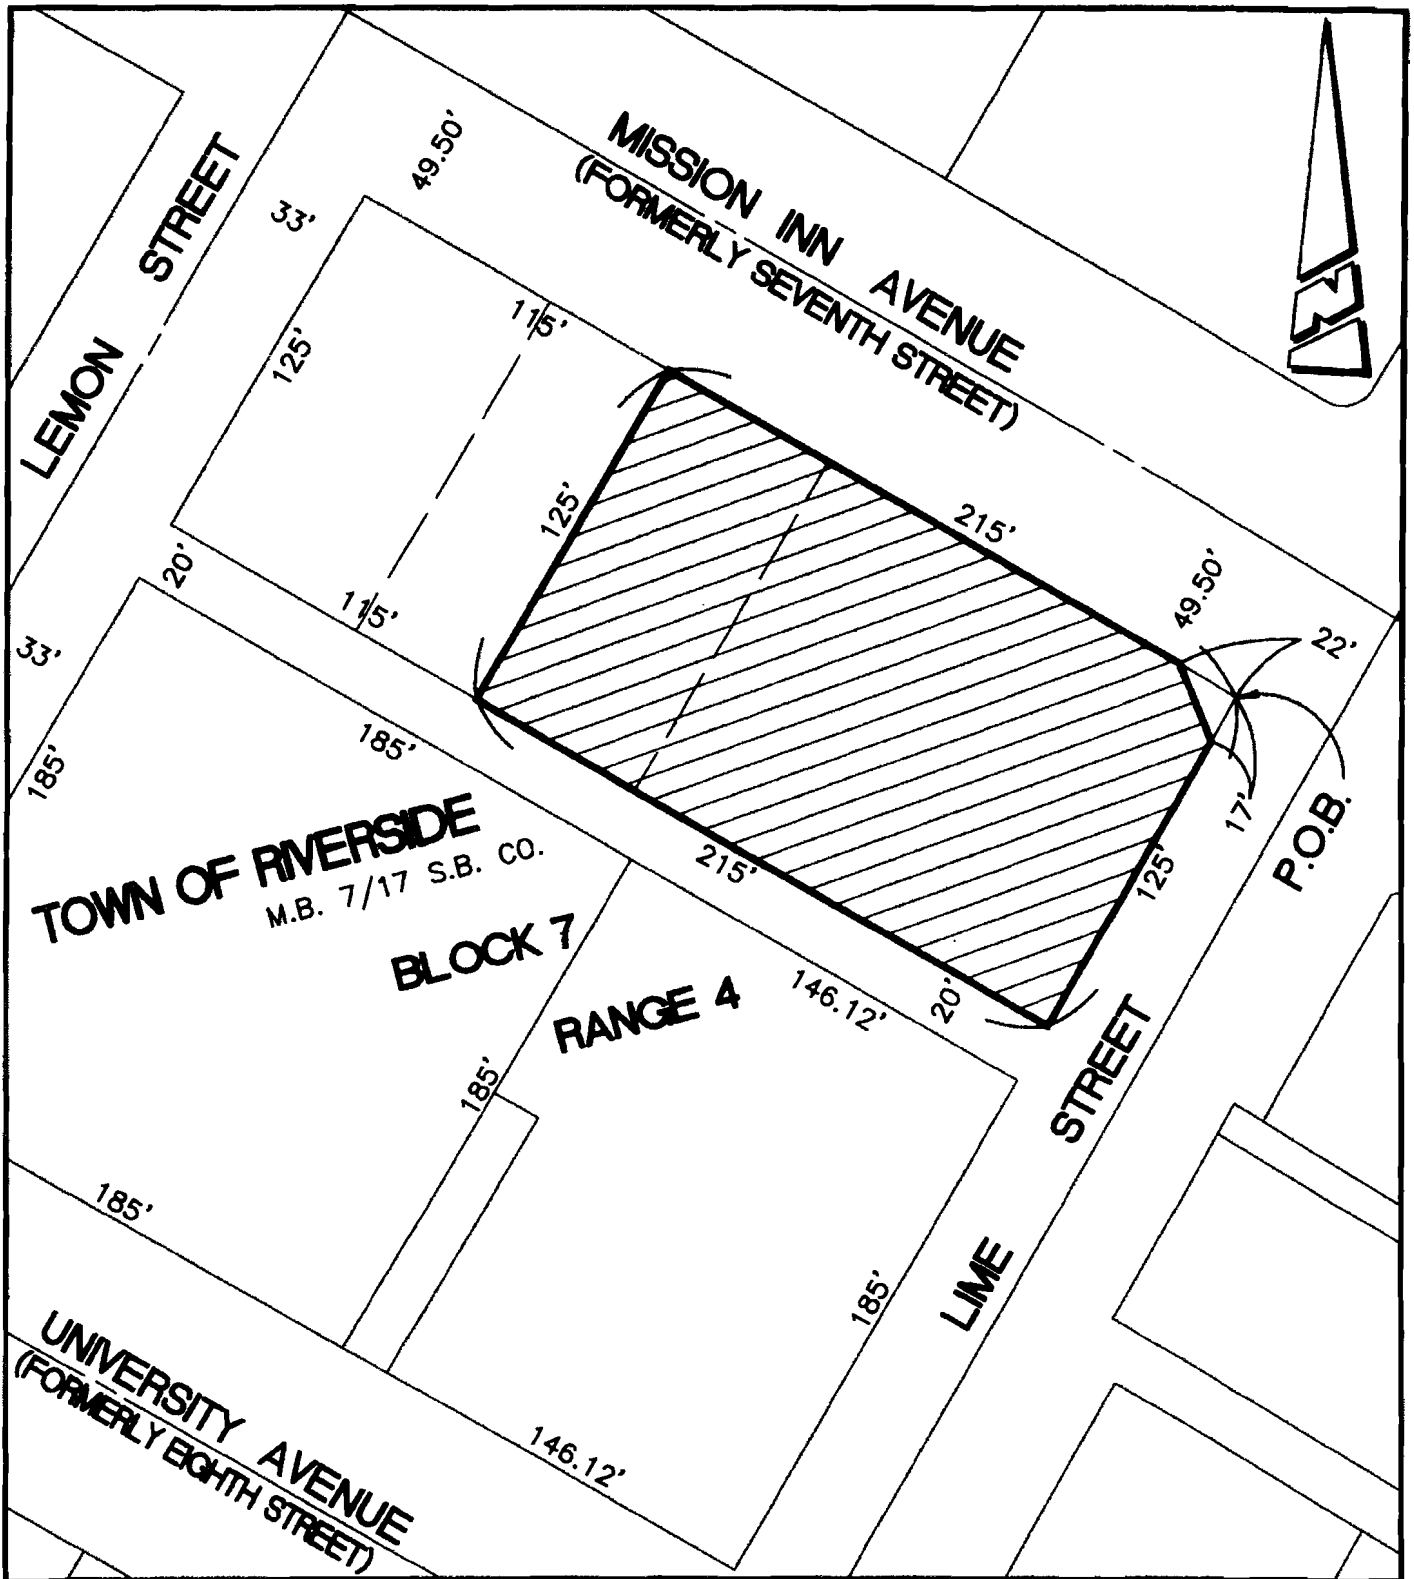 MISSION INN AVENUE
(FORMERLY SEVENTH STREET)
LEMON STREET
49.50'
33'
115'
125'
125'
215'
49.50'
22'
20'
115'
33'
185'
185'
17'
P.O.B.
125'
215'
TOWN OF RIVERSIDE
M.B. 7/17 S.B. CO.
BLOCK 7
RANGE 4
146.12'
20'
185'
185'
185'
LIME STREET
UNIVERSITY AVENUE
(FORMERLY EIGHTH STREET)
146.12'
N